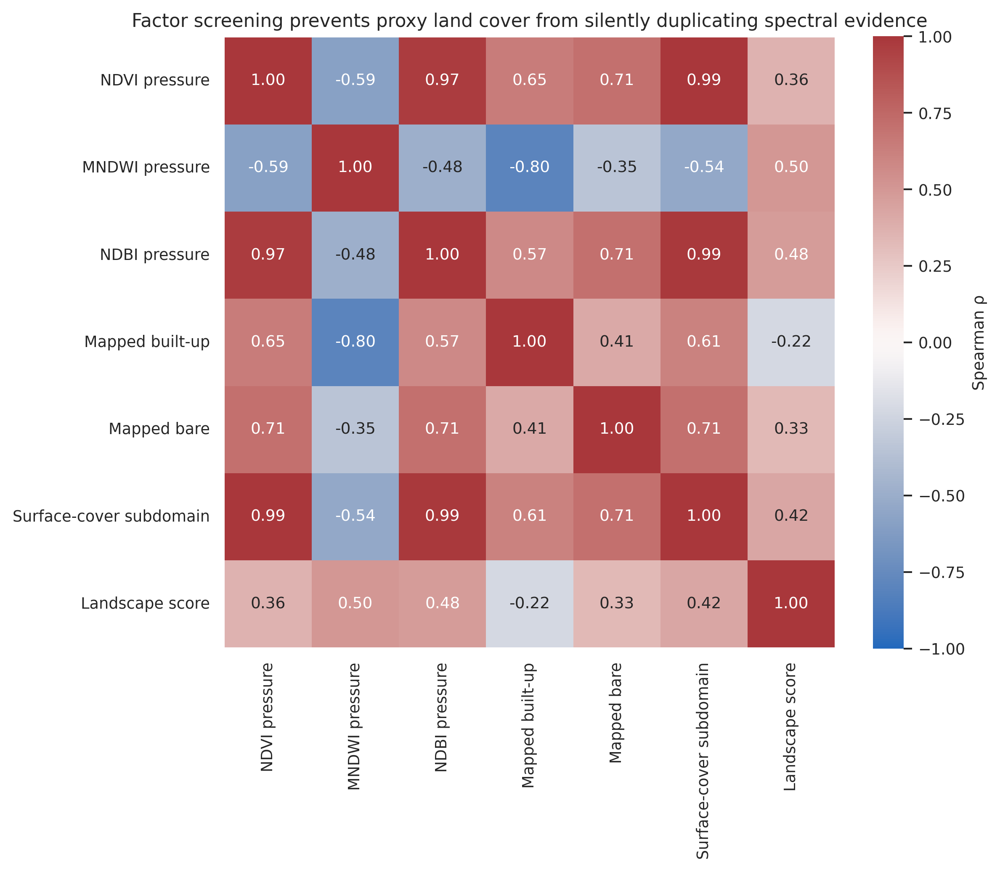 Factor screening prevents proxy land cover from silently duplicating spectral evidence
NDVI pressure 1.00 -0.59 0.97 0.65 0.71 0.99 0.36
MNDWI pressure -0.59 1.00 -0.48 -0.80 -0.35 -0.54 0.50
NDBI pressure 0.97 -0.48 1.00 0.57 0.71 0.99 0.48
Mapped built-up 0.65 -0.80 0.57 1.00 0.41 0.61 -0.22
Mapped bare 0.71 -0.35 0.71 0.41 1.00 0.71 0.33
Surface-cover subdomain 0.99 -0.54 0.99 0.61 0.71 1.00 0.42
Landscape score 0.36 0.50 0.48 -0.22 0.33 0.42 1.00
NDVI pressure
MNDWI pressure
NDBI pressure
Mapped built-up
Mapped bare
Surface-cover subdomain
Landscape score
1.00
0.75
0.50
0.25
0.00
−0.25
−0.50
−0.75
−1.00
Spearman ρ